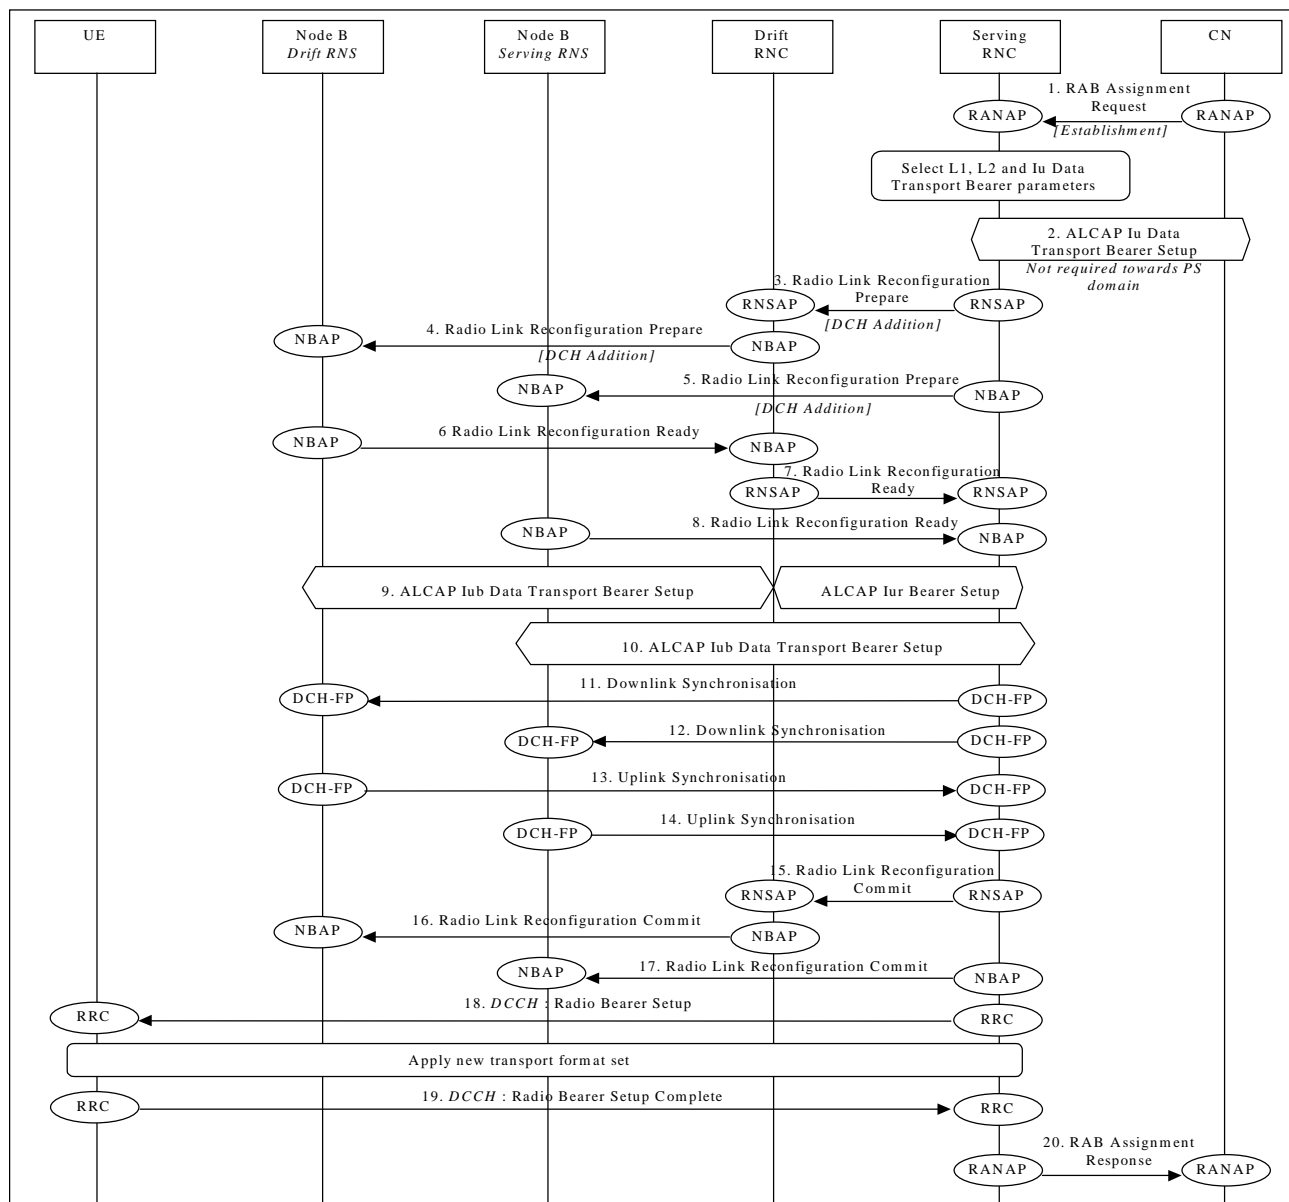 UE
Node B
Drift RNS
Node B
Serving RNS
Drift
RNC
Serving
RNC
CN
1. RAB Assignment
Request
RANAP
RANAP
[Establishment]
Select L1, L2 and Iu Data
Transport Bearer parameters
2. ALCAP Iu Data
Transport Bearer Setup
Not required towards PS
domain
3. Radio Link Reconfiguration
Prepare
RNSAP
RNSAP
[DCH Addition]
4. Radio Link Reconfiguration Prepare
NBAP
NBAP
[DCH Addition]
5. Radio Link Reconfiguration Prepare
NBAP
NBAP
[DCH Addition]
6 Radio Link Reconfiguration Ready
NBAP
NBAP
7. Radio Link Reconfiguration
Ready
RNSAP
RNSAP
8. Radio Link Reconfiguration Ready
NBAP
NBAP
9. ALCAP Iub Data Transport Bearer Setup
ALCAP Iur Bearer Setup
10. ALCAP Iub Data Transport Bearer Setup
11. Downlink Synchronisation
DCH-FP
DCH-FP
12. Downlink Synchronisation
DCH-FP
DCH-FP
13. Uplink Synchronisation
DCH-FP
DCH-FP
14. Uplink Synchronisation
DCH-FP
DCH-FP
15. Radio Link Reconfiguration
Commit
RNSAP
RNSAP
16. Radio Link Reconfiguration Commit
NBAP
NBAP
17. Radio Link Reconfiguration Commit
NBAP
NBAP
18. DCCH : Radio Bearer Setup
RRC
RRC
Apply new transport format set
19. DCCH : Radio Bearer Setup Complete
RRC
RRC
20. RAB Assignment
Response
RANAP
RANAP